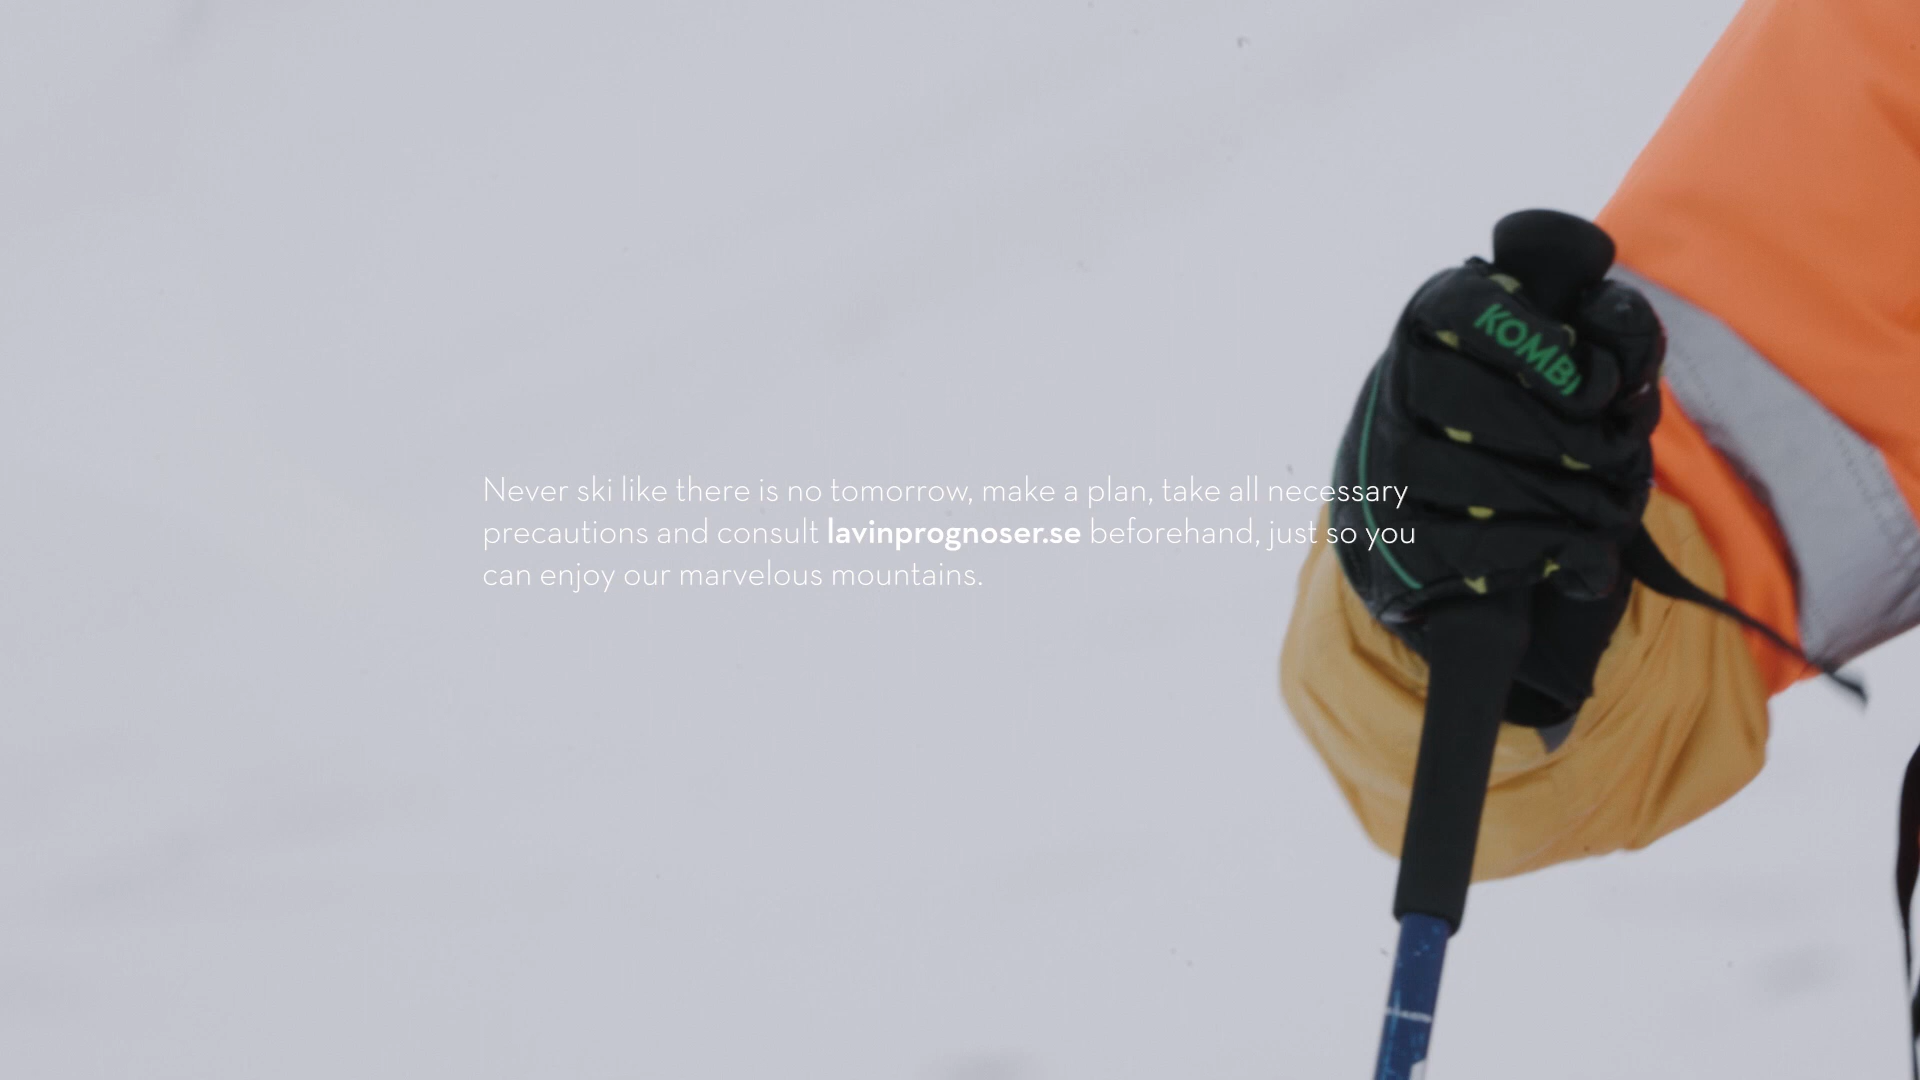 KOMBI
Never ski like there is no tomorrow, make a plan, take all necessary
precautions and consult lavinprognoser.se beforehand, just so you
can enjoy our marvelous mountains.